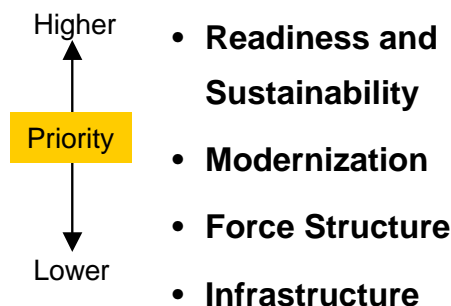 Higher
Priority
Lower
• Readiness and
Sustainability
• Modernization
• Force Structure
• Infrastructure